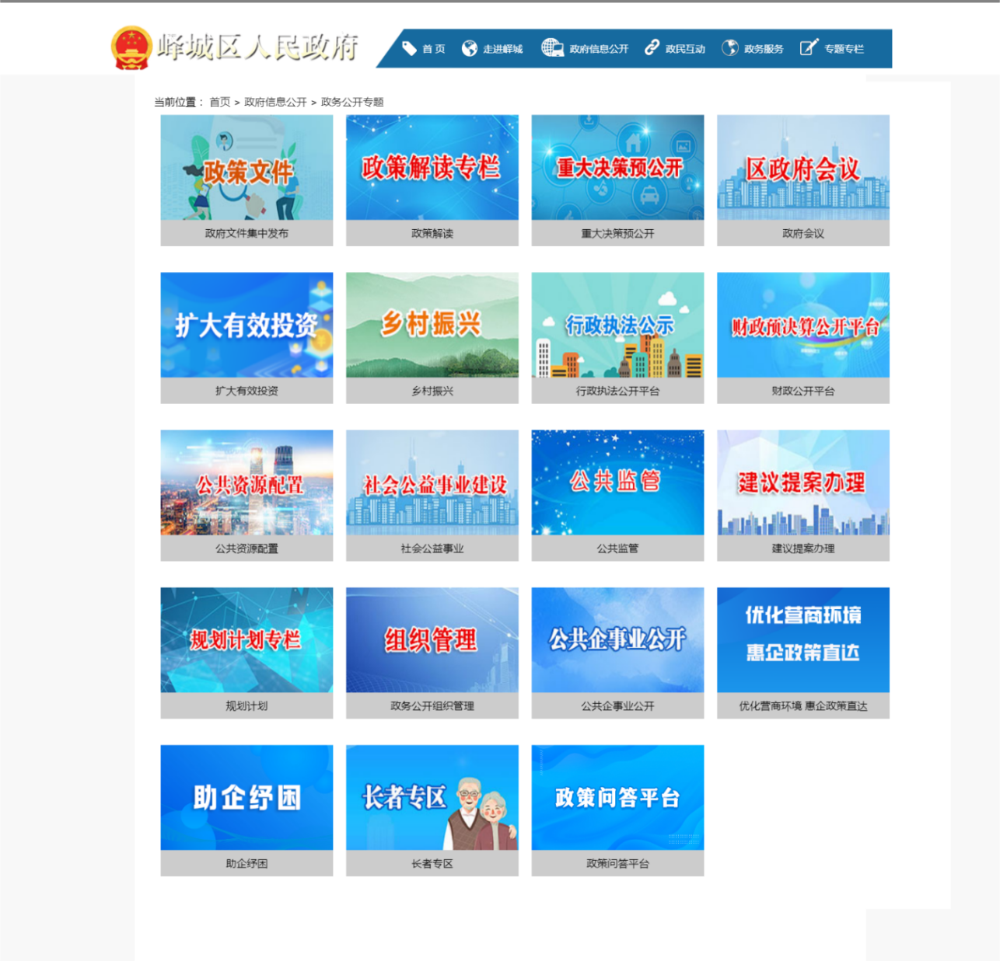 峄城区人民政府
首 页 走进峄城 政府信息公开 政民互动 政务服务 专题专栏
当前位置： 首页 > 政府信息公开 > 政务公开专题
政策文件 政策解读专栏 重大决策预公开 区政府会议
政府文件集中发布 政策解读 重大决策预公开 政府会议
扩大有效投资 乡村振兴 行政执法公示 财政预决算公开平台
扩大有效投资 乡村振兴 行政执法公开平台 财政公开平台
公共资源配置 社会公益事业建设 公共监管 建议提案办理
公共资源配置 社会公益事业 公共监管 建议提案办理
规划计划专栏 组织管理 公共企事业公开 优化营商环境
惠企政策直达
规划计划 政务公开组织管理 公共企事业公开 优化营商环境 惠企政策直达
助企纾困 长者专区 政策问答平台
助企纾困 长者专区 政策问答平台